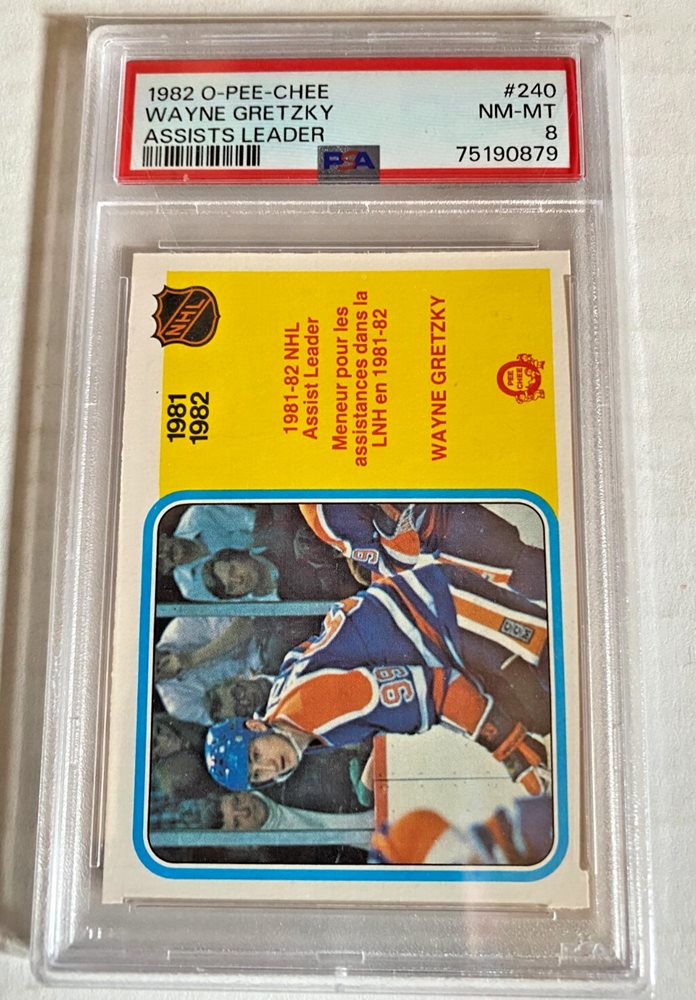 1982 O-PEE-CHEE #240
WAYNE GRETZKY NM-MT
ASSISTS LEADER 8
PSA 75190879
NHL
1981
1982
1981-82 NHL
Assist Leader
Meneur pour les
assistances dans la
LNH en 1981-82
WAYNE GRETZKY
O
PEE
CHEE
99
PSA